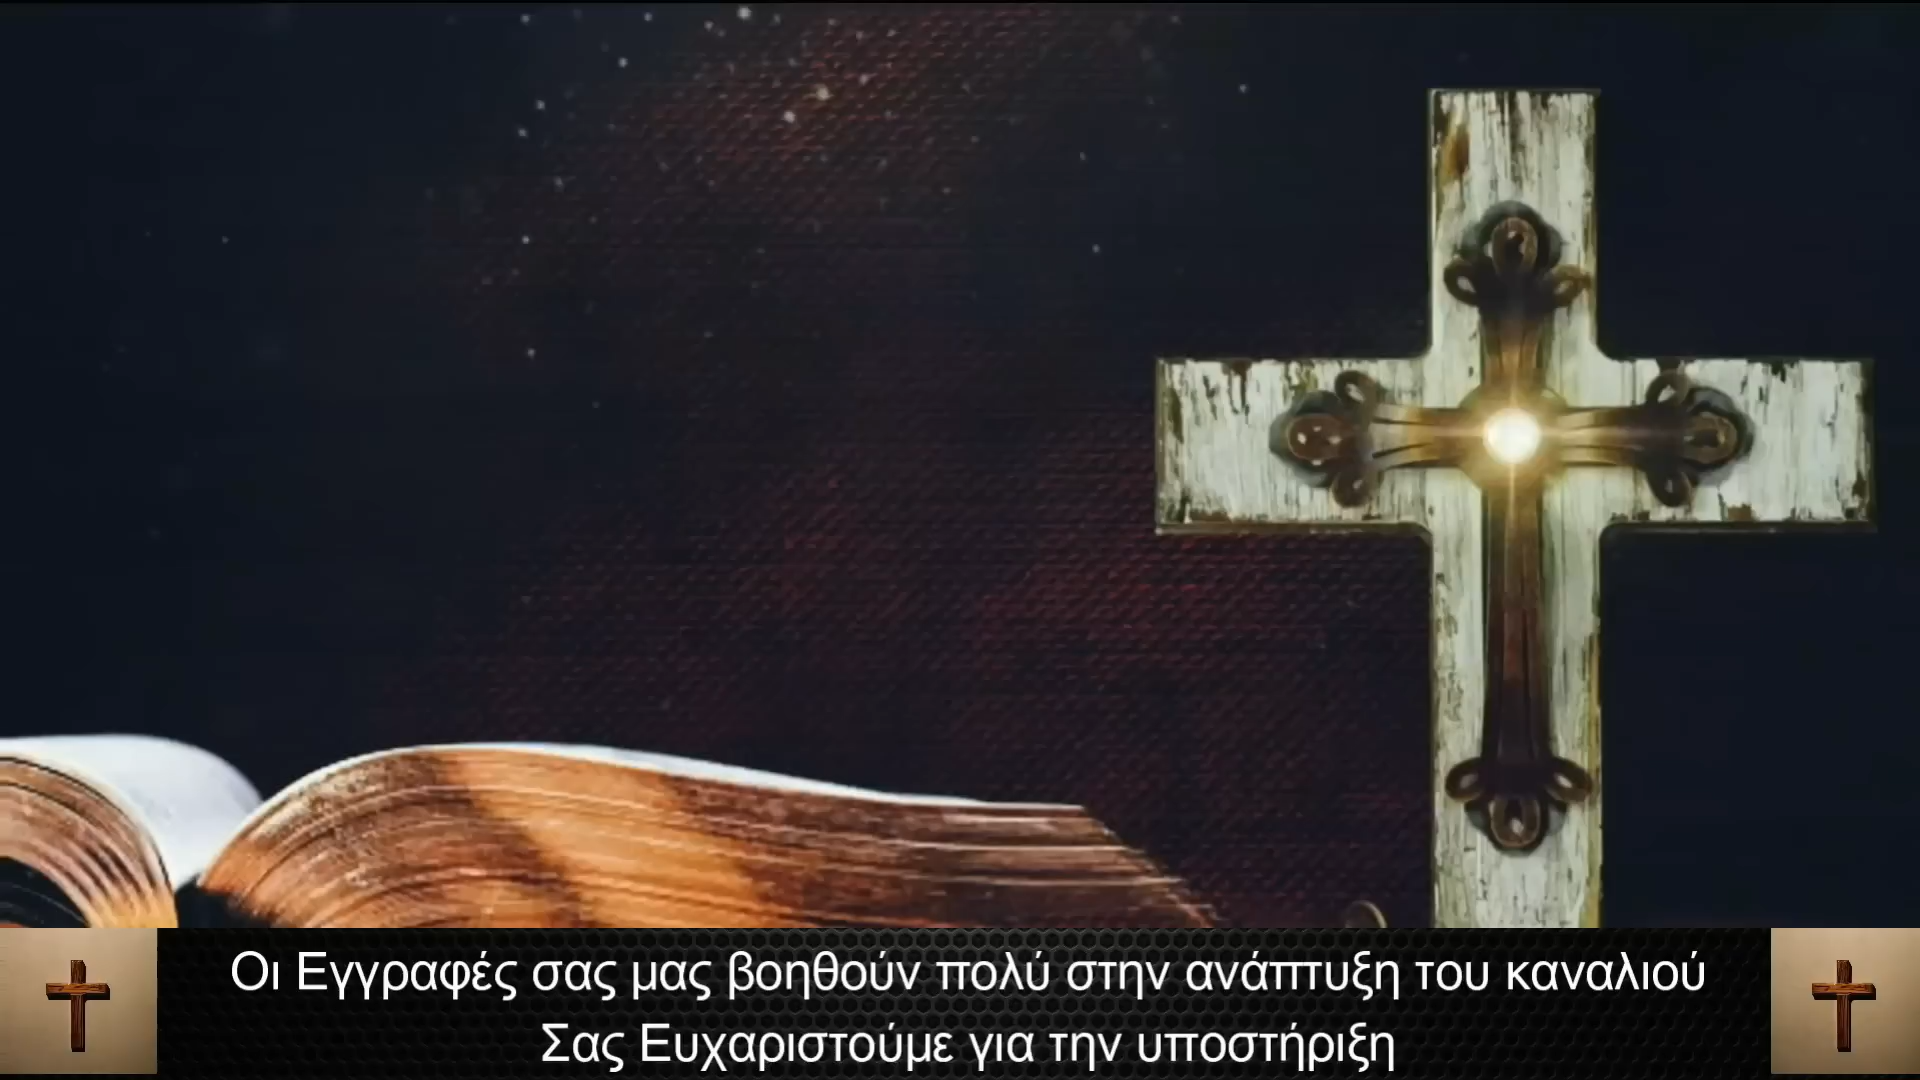 Οι Εγγραφές σας μας βοηθούν πολύ στην ανάπτυξη του καναλιού
Σας Ευχαριστούμε για την υποστήριξη